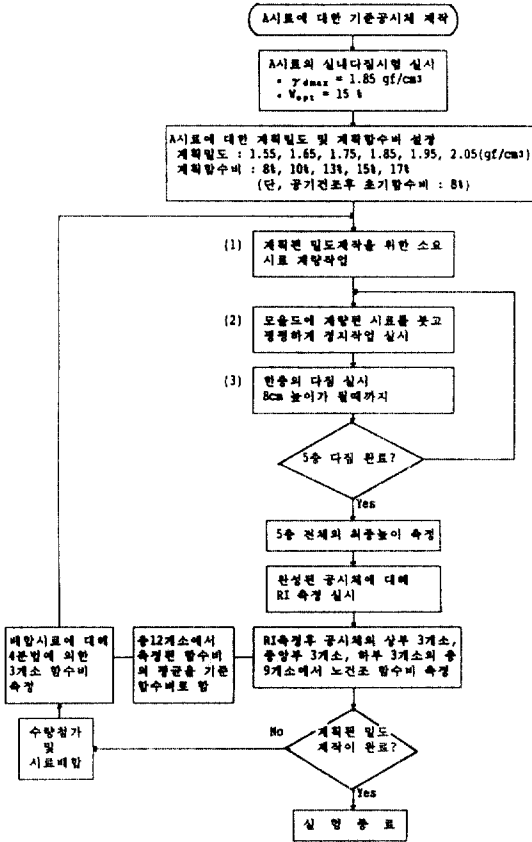 A시료에 대한 기준공시체 제작
A시료의 실내다짐시험 실시
• γdmax = 1.85 gf/cm³
• Wopt = 15 %
A시료에 대한 계획밀도 및 계획함수비 설정
계획밀도 : 1.55, 1.65, 1.75, 1.85, 1.95, 2.05(gf/cm³)
계획함수비 : 8%, 10%, 13%, 15%, 17%
(단, 공기건조후 초기함수비 : 8%)
(1) 계획된 밀도제작을 위한 소요
시료 계량작업
(2) 모울드에 계량된 시료를 붓고
평평하게 정지작업 실시
(3) 한층의 다짐 실시
8cm 높이가 될때까지
5층 다짐 완료?
Yes
5층 전체의 최종높이 측정
완성된 공시체에 대해
RI 측정 실시
RI측정후 공시체의 상부 3개소,
중앙부 3개소, 하부 3개소의 총
9개소에서 노건조 함수비 측정
총12개소에서
측정된 함수비
의 평균을 기준
함수비로 함
배합시료에 대해
4분법에 의한
3개소 함수비
측정
수량첨가
및
시료배합
No
계획된 밀도
제작이 완료?
Yes
실 험 종 료